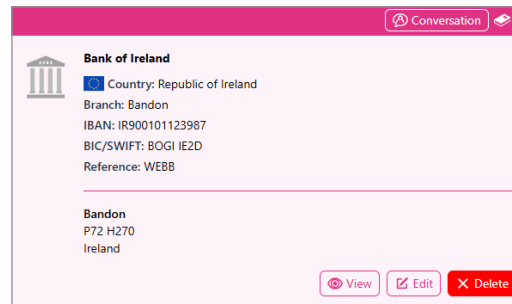 Conversation
Bank of Ireland
Country: Republic of Ireland
Branch: Bandon
IBAN: IR900101123987
BIC/SWIFT: BOGI IE2D
Reference: WEBB
Bandon
P72 H270
Ireland
View Edit Delete